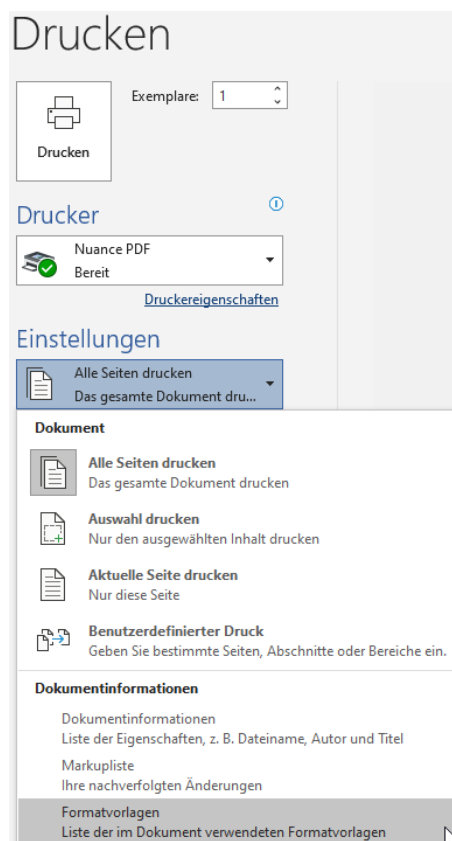 Drucken
Exemplare: 1
Drucken
Drucker
Nuance PDF
Bereit
Druckereigenschaften
Einstellungen
Alle Seiten drucken
Das gesamte Dokument dru...
Dokument
Alle Seiten drucken
Das gesamte Dokument drucken
Auswahl drucken
Nur den ausgewählten Inhalt drucken
Aktuelle Seite drucken
Nur diese Seite
Benutzerdefinierter Druck
Geben Sie bestimmte Seiten, Abschnitte oder Bereiche ein.
Dokumentinformationen
Dokumentinformationen
Liste der Eigenschaften, z. B. Dateiname, Autor und Titel
Markupliste
Ihre nachverfolgten Änderungen
Formatvorlagen
Liste der im Dokument verwendeten Formatvorlagen